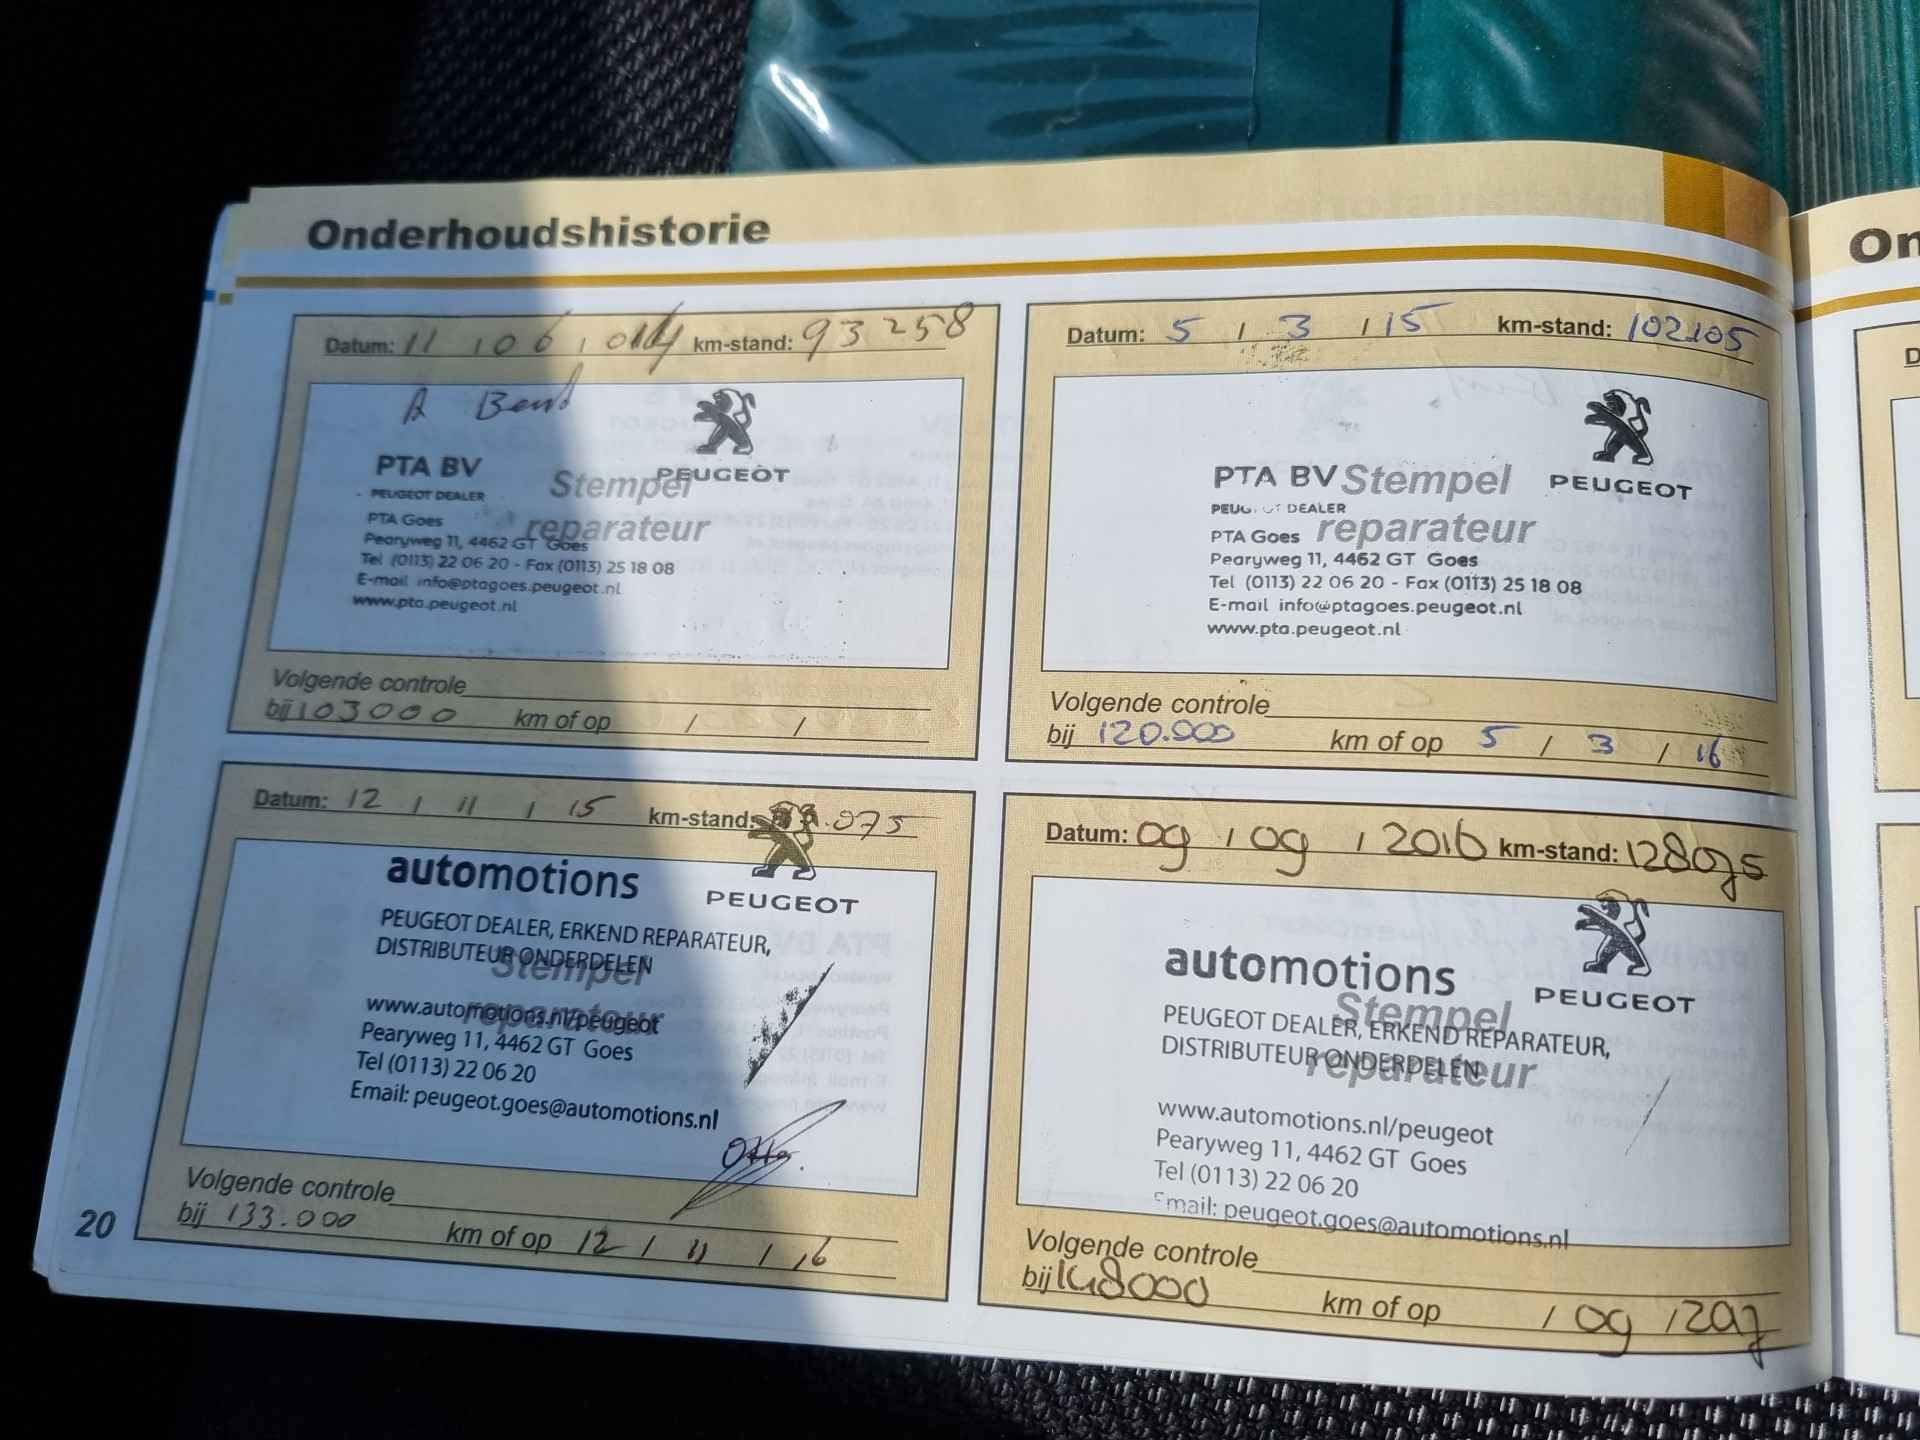 Onderhoudshistorie
On
Datum: 11 / 06 / 014 km-stand: 93 258
PEUGEOT
PTA BV
PEUGEOT DEALER
Stempel
reparateur
PTA Goes
Pearyweg 11, 4462 GT Goes
Tel (0113) 22 06 20 - Fax (0113) 25 18 08
E-mail info@ptagoes.peugeot.nl
www.pta.peugeot.nl
Volgende controle
bij 103000 km of op / /
Datum: 5 / 3 / 15 km-stand: 102105
PEUGEOT
PTA BV Stempel
PEUGEOT DEALER
PTA Goes reparateur
Pearyweg 11, 4462 GT Goes
Tel (0113) 22 06 20 - Fax (0113) 25 18 08
E-mail info@ptagoes.peugeot.nl
www.pta.peugeot.nl
Volgende controle
bij 120.000 km of op 5 / 3 / 16
Datum: 12 / 11 / 15 km-stand: .075
automotions
PEUGEOT
PEUGEOT DEALER, ERKEND REPARATEUR,
DISTRIBUTEUR ONDERDELEN
Stempel
reparateur
www.automotions.nl/peugeot
Pearyweg 11, 4462 GT Goes
Tel (0113) 22 06 20
Email: peugeot.goes@automotions.nl
Volgende controle
bij 133.000 km of op 12 / 11 / 16
Datum: 09 / 09 / 2016 km-stand: 128075
automotions
PEUGEOT
Stempel
PEUGEOT DEALER, ERKEND REPARATEUR,
DISTRIBUTEUR ONDERDELEN
reparateur
www.automotions.nl/peugeot
Pearyweg 11, 4462 GT Goes
Tel (0113) 22 06 20
Email: peugeot.goes@automotions.nl
Volgende controle
bij 148000 km of op / 09 / 2017
20